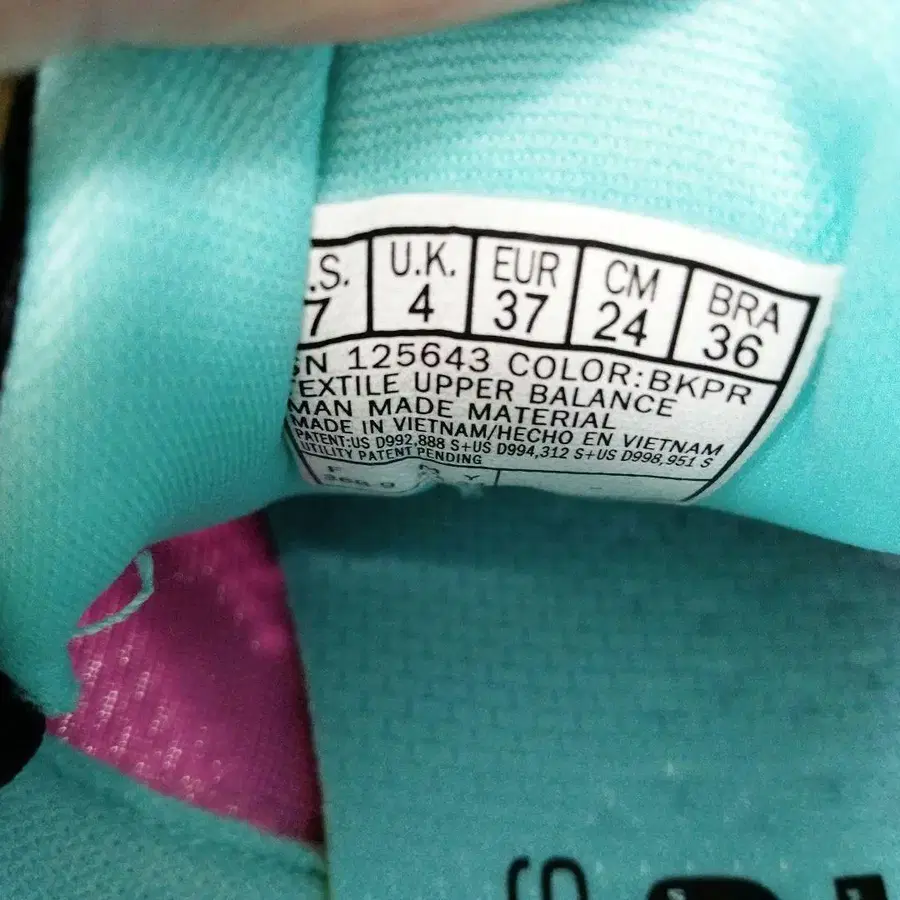 .S. U.K. EUR CM BRA
7 4 37 24 36
SN 125643 COLOR:BKPR
TEXTILE UPPER BALANCE
MAN MADE MATERIAL
MADE IN VIETNAM/HECHO EN VIETNAM
PATENT:US D992,888 S+US D994,312 S+US D998,951 S
UTILITY PATENT PENDING